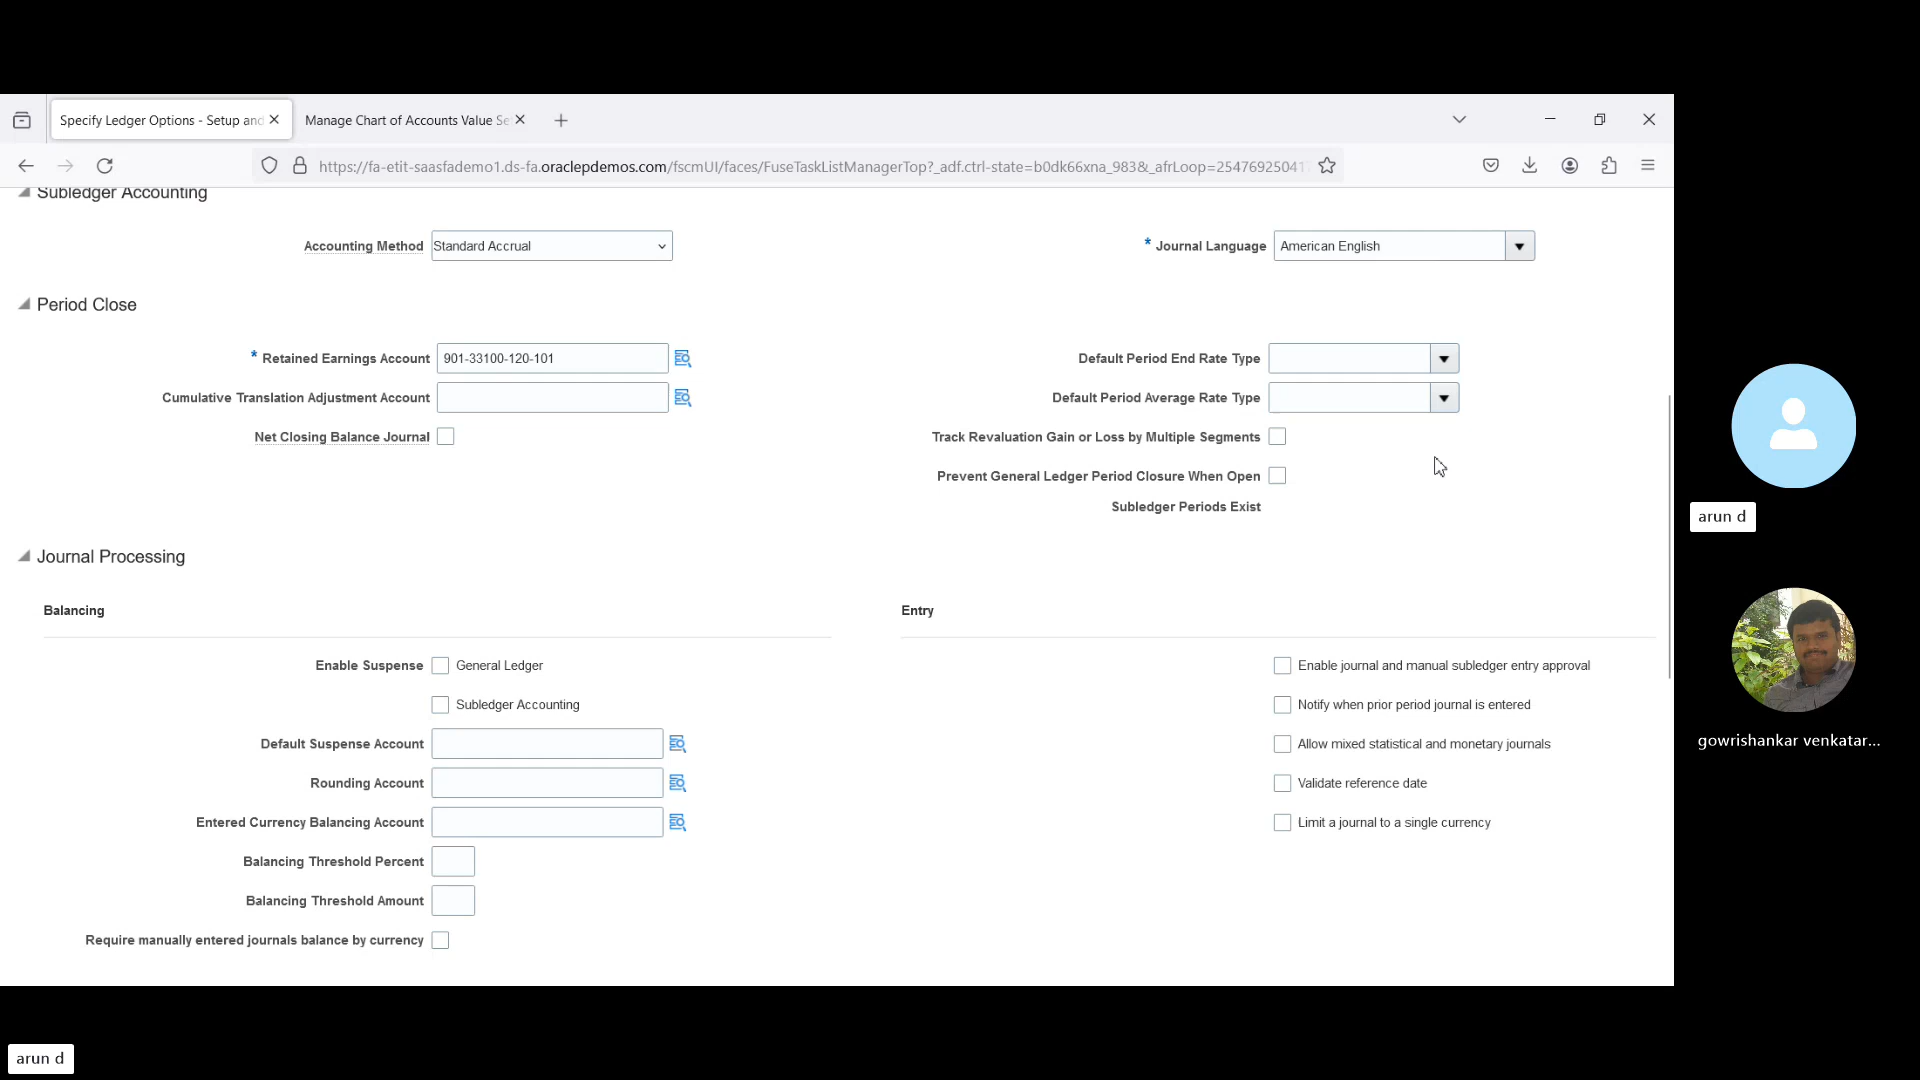 Specify Ledger Options - Setup and
Manage Chart of Accounts Value Se
https://fa-etit-saasfademo1.ds-fa.oraclepdemos.com/fscmUI/faces/FuseTaskListManagerTop?_adf.ctrl-state=b0dk66xna_983&_afrLoop=2547692504
Subledger Accounting
Accounting Method Standard Accrual
* Journal Language American English
Period Close
* Retained Earnings Account 901-33100-120-101
Default Period End Rate Type
Cumulative Translation Adjustment Account
Default Period Average Rate Type
Net Closing Balance Journal
Track Revaluation Gain or Loss by Multiple Segments
Prevent General Ledger Period Closure When Open
Subledger Periods Exist
Journal Processing
Balancing
Entry
Enable Suspense General Ledger
Enable journal and manual subledger entry approval
Subledger Accounting
Notify when prior period journal is entered
Default Suspense Account
Allow mixed statistical and monetary journals
Rounding Account
Validate reference date
Entered Currency Balancing Account
Limit a journal to a single currency
Balancing Threshold Percent
Balancing Threshold Amount
Require manually entered journals balance by currency
arun d
gowrishankar venkatar...
arun d